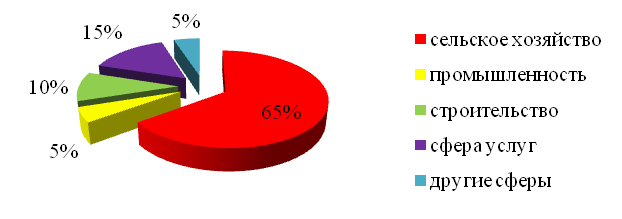 5%
15%
10%
5%
65%
сельское хозяйство
промышленность
строительство
сфера услуг
другие сферы